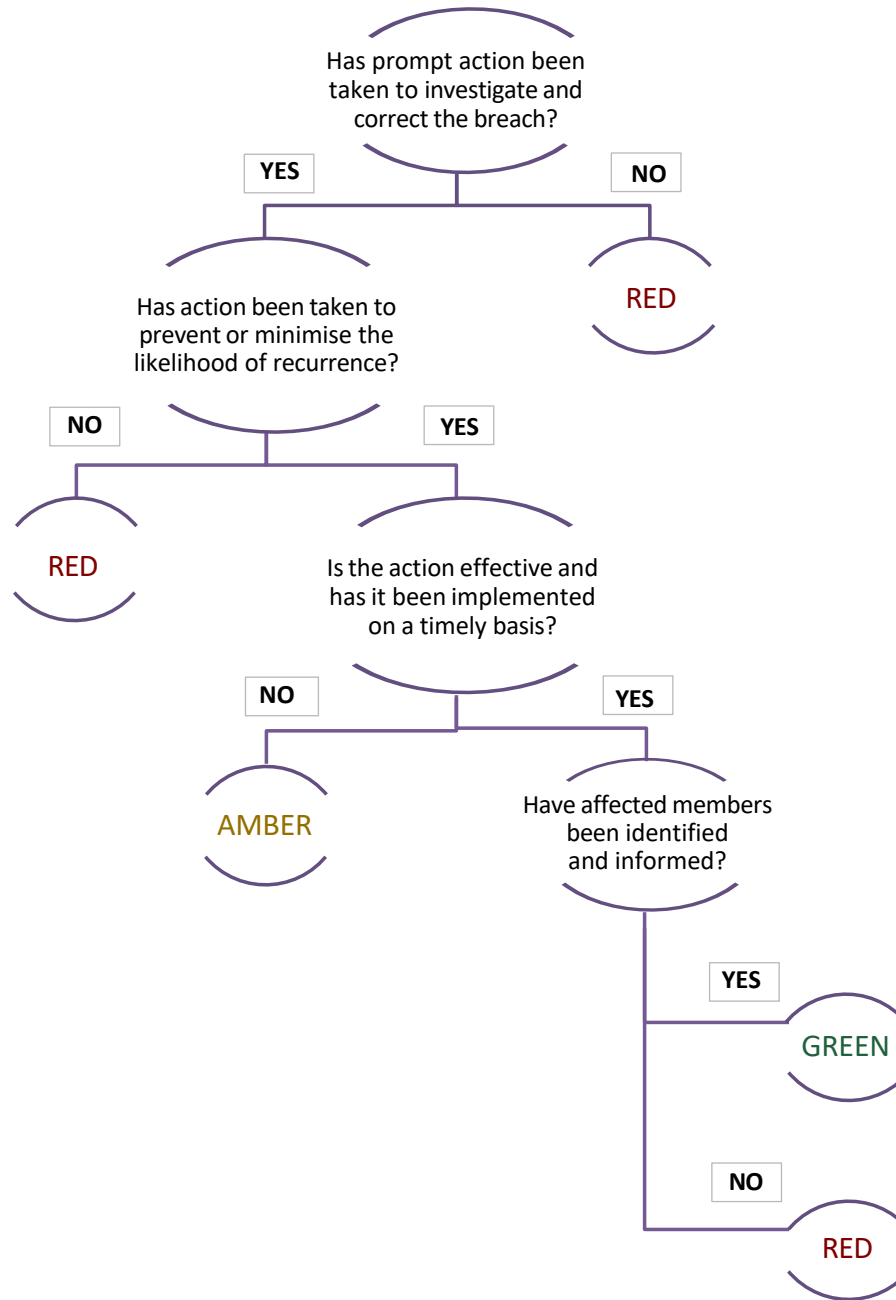 Has prompt action been
taken to investigate and
correct the breach?
YES
NO
RED
Has action been taken to
prevent or minimise the
likelihood of recurrence?
NO
YES
RED
Is the action effective and
has it been implemented
on a timely basis?
NO
YES
AMBER
Have affected members
been identified
and informed?
YES
GREEN
NO
RED